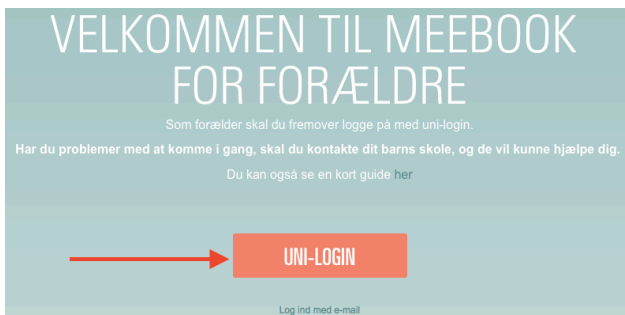 VELKOMMEN TIL MEEBOOK
FOR FORÆLDRE
Som forælder skal du fremover logge på med uni-login.
Har du problemer med at komme i gang, skal du kontakte dit barns skole, og de vil kunne hjælpe dig.
Du kan også se en kort guide her
UNI-LOGIN
Log ind med e-mail